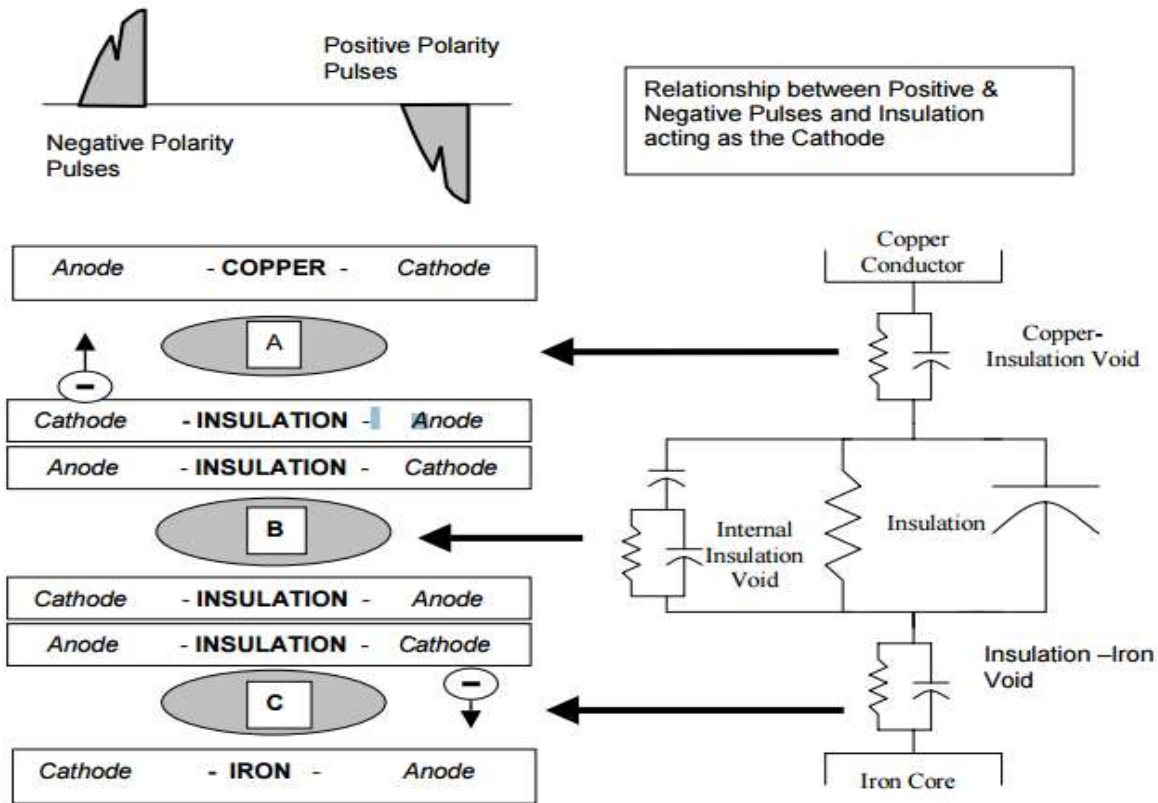 Positive Polarity
Pulses
Negative Polarity
Pulses
Relationship between Positive &
Negative Pulses and Insulation
acting as the Cathode
Anode - COPPER - Cathode
A
−
Cathode - INSULATION - Anode
Anode - INSULATION - Cathode
B
Cathode - INSULATION - Anode
Anode - INSULATION - Cathode
−
C
Cathode - IRON - Anode
Copper
Conductor
Copper-
Insulation Void
Internal
Insulation
Void
Insulation
Insulation –Iron
Void
Iron Core